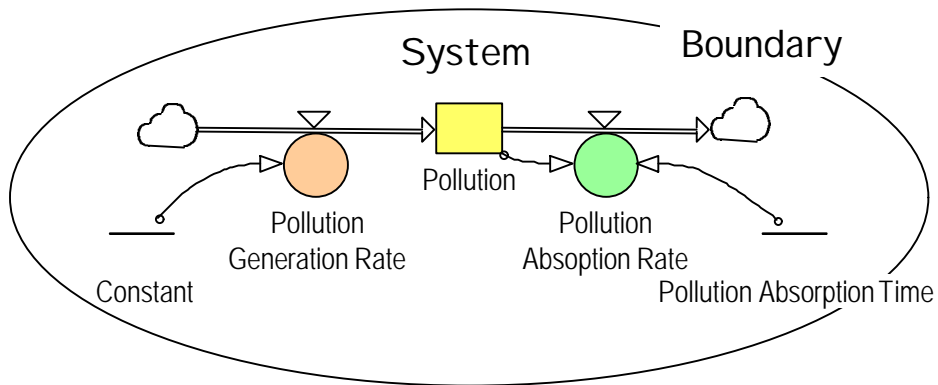 System
Boundary
Pollution
Pollution
Generation Rate
Pollution
Absoption Rate
Constant
Pollution Absorption Time